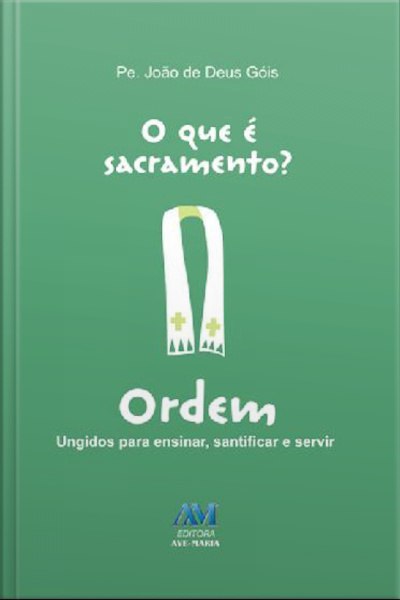 Pe. João de Deus Góis
O que é
sacramento?
Ordem
Ungidos para ensinar, santificar e servir
AM
EDITORA
AVE-MARIA